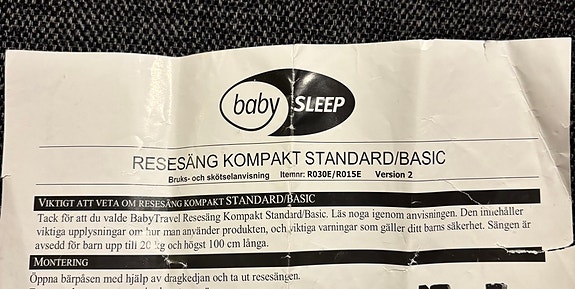 baby SLEEP
RESESÄNG KOMPAKT STANDARD/BASIC
Bruks- och skötselanvisning Itemnr: R030E/R015E Version 2
VIKTIGT ATT VETA OM RESESÄNG KOMPAKT STANDARD/BASIC
Tack för att du valde BabyTravel Resesäng Kompakt Standard/Basic. Läs noga igenom anvisningen. Den innehåller
viktiga upplysningar om hur man använder produkten, och viktiga varningar som gäller ditt barns säkerhet. Sängen är
avsedd för barn upp till 20 kg och högst 100 cm långa.
MONTERING
Öppna bärpåsen med hjälp av dragkedjan och ta ut resesängen.